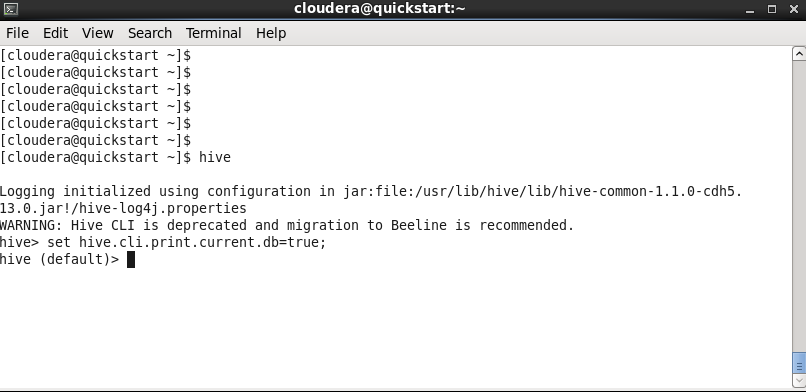 cloudera@quickstart:~
File Edit View Search Terminal Help
[cloudera@quickstart ~]$
[cloudera@quickstart ~]$
[cloudera@quickstart ~]$
[cloudera@quickstart ~]$
[cloudera@quickstart ~]$
[cloudera@quickstart ~]$
[cloudera@quickstart ~]$ hive
Logging initialized using configuration in jar:file:/usr/lib/hive/lib/hive-common-1.1.0-cdh5.
13.0.jar!/hive-log4j.properties
WARNING: Hive CLI is deprecated and migration to Beeline is recommended.
hive> set hive.cli.print.current.db=true;
hive (default)>